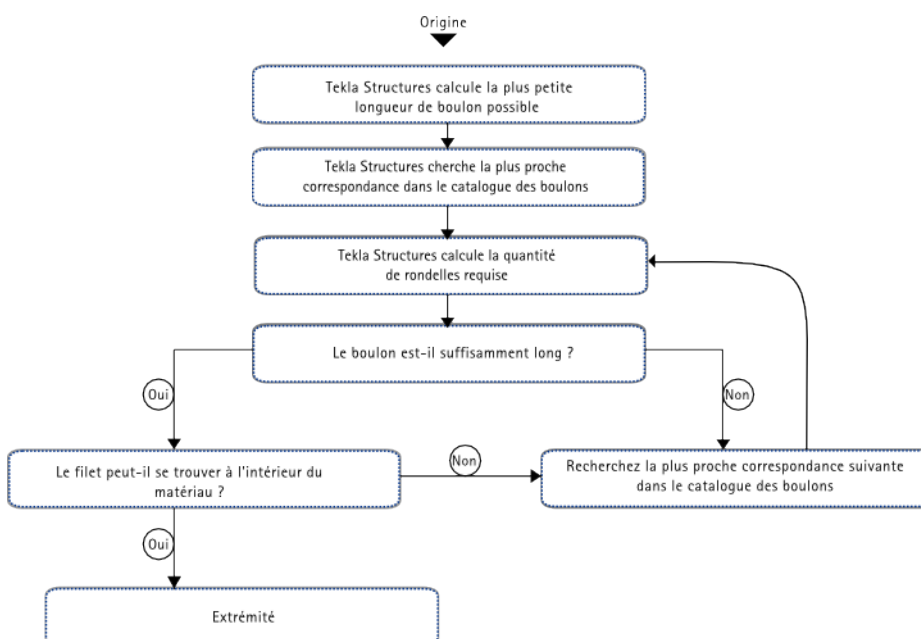 Origine
Tekla Structures calcule la plus petite
longueur de boulon possible
Tekla Structures cherche la plus proche
correspondance dans le catalogue des boulons
Tekla Structures calcule la quantité
de rondelles requise
Le boulon est-il suffisamment long ?
Oui
Non
Le filet peut-il se trouver à l'intérieur du
matériau ?
Non
Recherchez la plus proche correspondance suivante
dans le catalogue des boulons
Oui
Extrémité